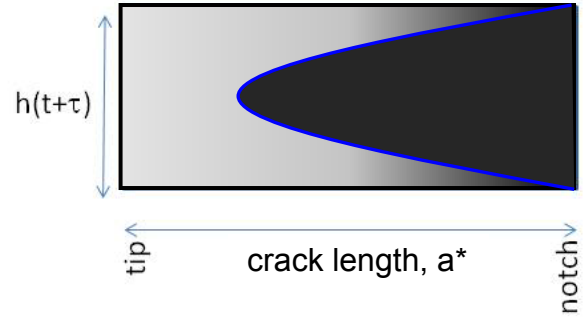 h(t+τ)
tip
crack length, a*
notch